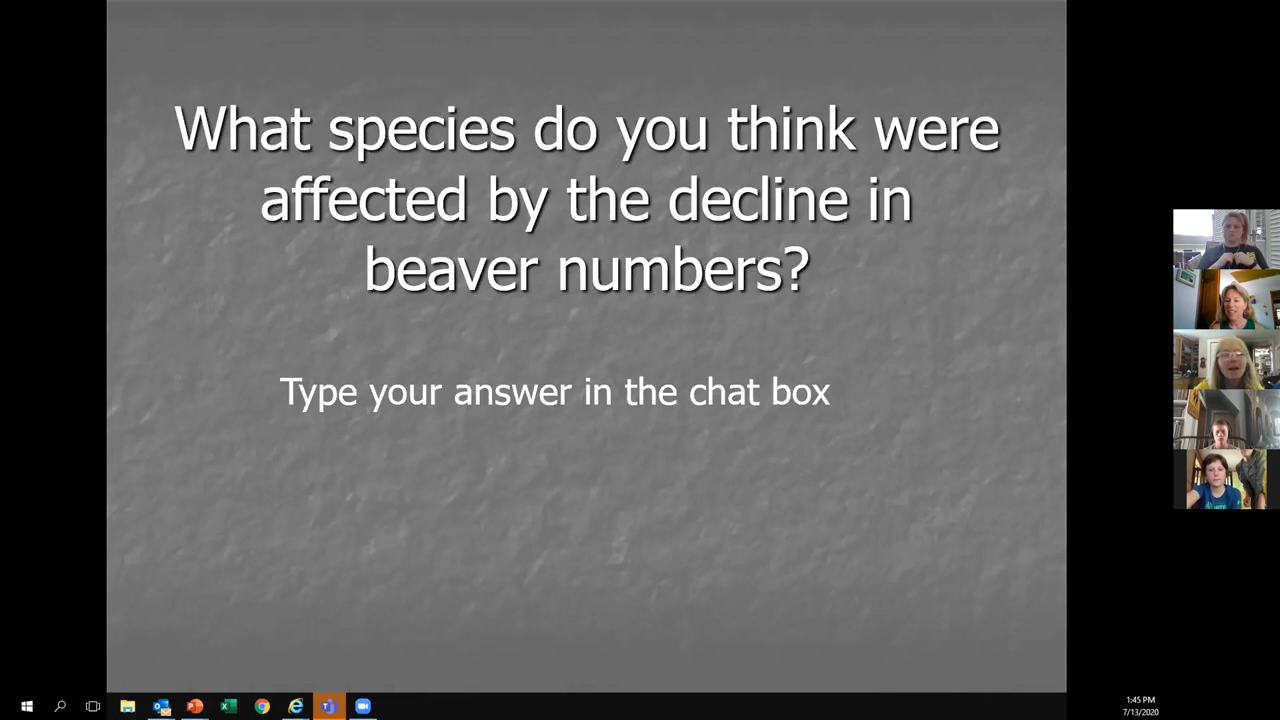 What species do you think were
affected by the decline in
beaver numbers?
Type your answer in the chat box
1:45 PM
7/13/2020